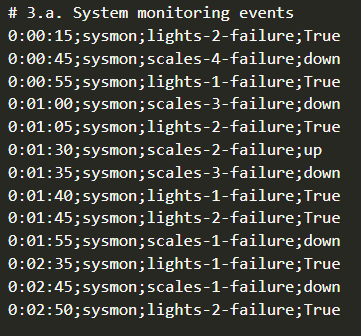 # 3.a. System monitoring events
0:00:15;sysmon;lights-2-failure;True
0:00:45;sysmon;scales-4-failure;down
0:00:55;sysmon;lights-1-failure;True
0:01:00;sysmon;scales-3-failure;down
0:01:05;sysmon;lights-2-failure;True
0:01:30;sysmon;scales-2-failure;up
0:01:35;sysmon;scales-3-failure;down
0:01:40;sysmon;lights-1-failure;True
0:01:45;sysmon;lights-2-failure;True
0:01:55;sysmon;scales-1-failure;down
0:02:35;sysmon;lights-1-failure;True
0:02:45;sysmon;scales-1-failure;down
0:02:50;sysmon;lights-2-failure;True